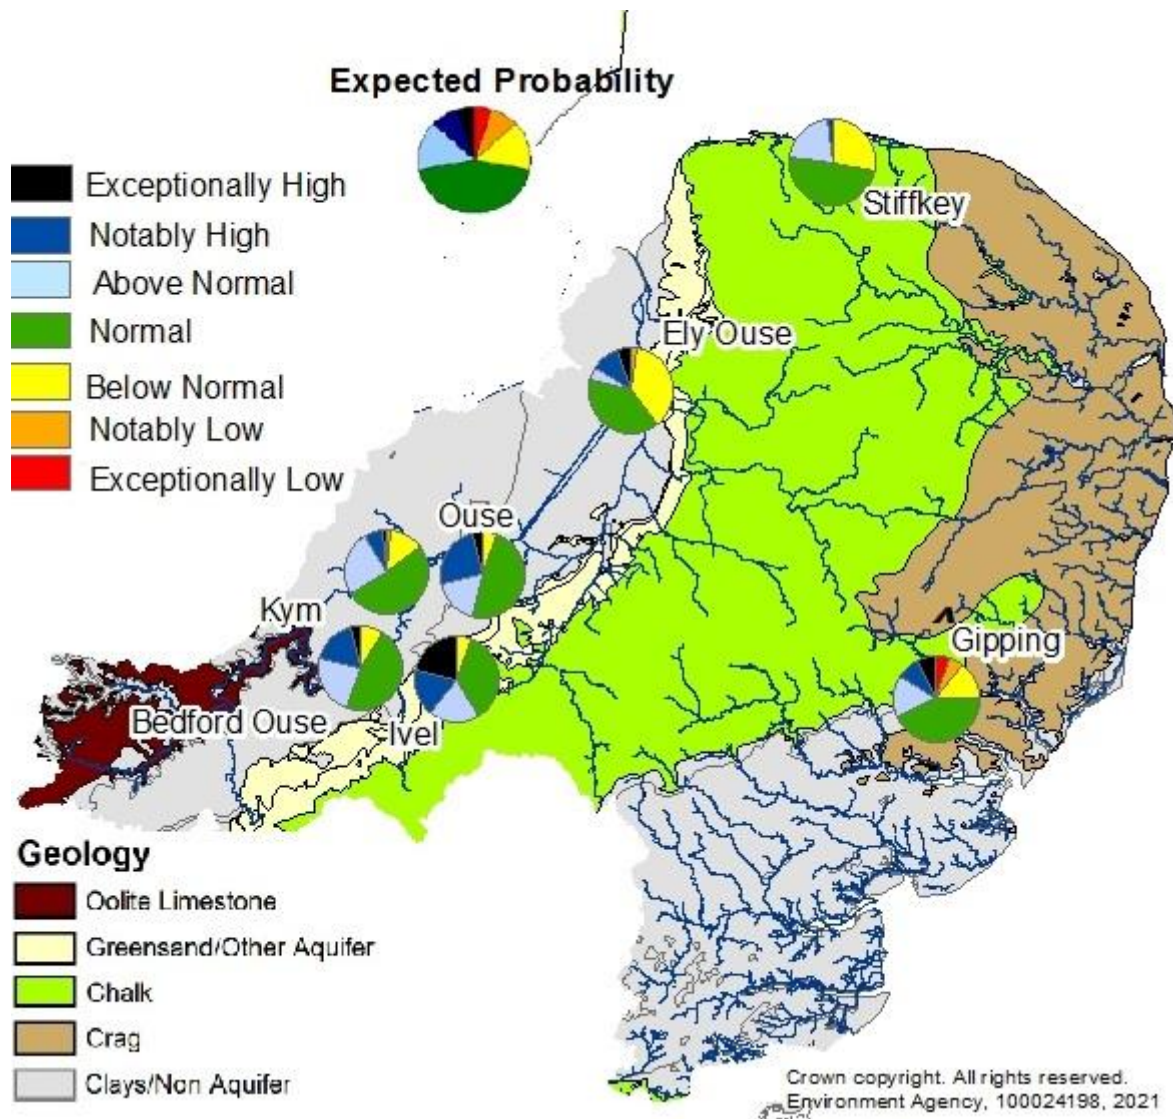 Expected Probability
Exceptionally High
Notably High
Above Normal
Normal
Below Normal
Notably Low
Exceptionally Low
Stiffkey
Ely Ouse
Ouse
Kym
Gipping
Bedford Ouse
Ivel
Geology
Oolite Limestone
Greensand/Other Aquifer
Chalk
Crag
Clays/Non Aquifer
Crown copyright. All rights reserved.
Environment Agency, 100024198, 2021